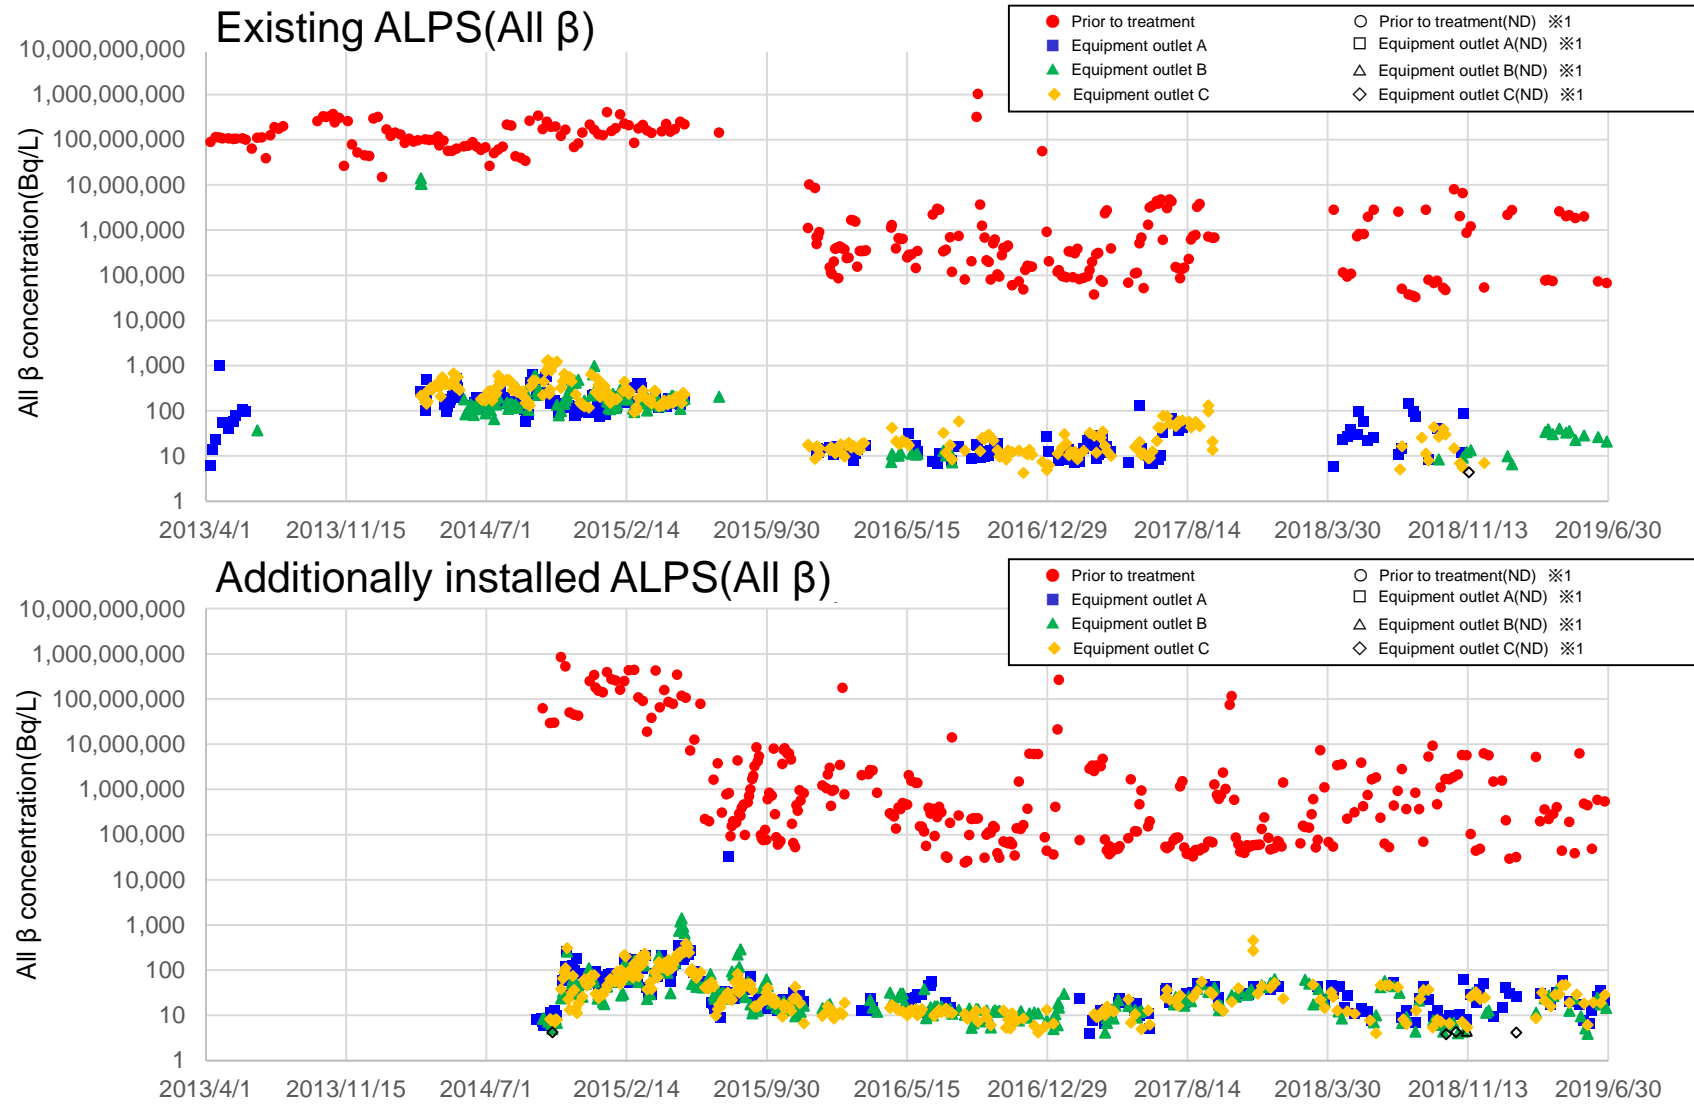 Existing ALPS(All β)
Prior to treatment
Equipment outlet A
Equipment outlet B
Equipment outlet C
Prior to treatment(ND) ※1
Equipment outlet A(ND) ※1
Equipment outlet B(ND) ※1
Equipment outlet C(ND) ※1
All β concentration(Bq/L)
10,000,000,000
1,000,000,000
100,000,000
10,000,000
1,000,000
100,000
10,000
1,000
100
10
1
2013/4/1 2013/11/15 2014/7/1 2015/2/14 2015/9/30 2016/5/15 2016/12/29 2017/8/14 2018/3/30 2018/11/13 2019/6/30
Additionally installed ALPS(All β)
Prior to treatment
Equipment outlet A
Equipment outlet B
Equipment outlet C
Prior to treatment(ND) ※1
Equipment outlet A(ND) ※1
Equipment outlet B(ND) ※1
Equipment outlet C(ND) ※1
All β concentration(Bq/L)
10,000,000,000
1,000,000,000
100,000,000
10,000,000
1,000,000
100,000
10,000
1,000
100
10
1
2013/4/1 2013/11/15 2014/7/1 2015/2/14 2015/9/30 2016/5/15 2016/12/29 2017/8/14 2018/3/30 2018/11/13 2019/6/30